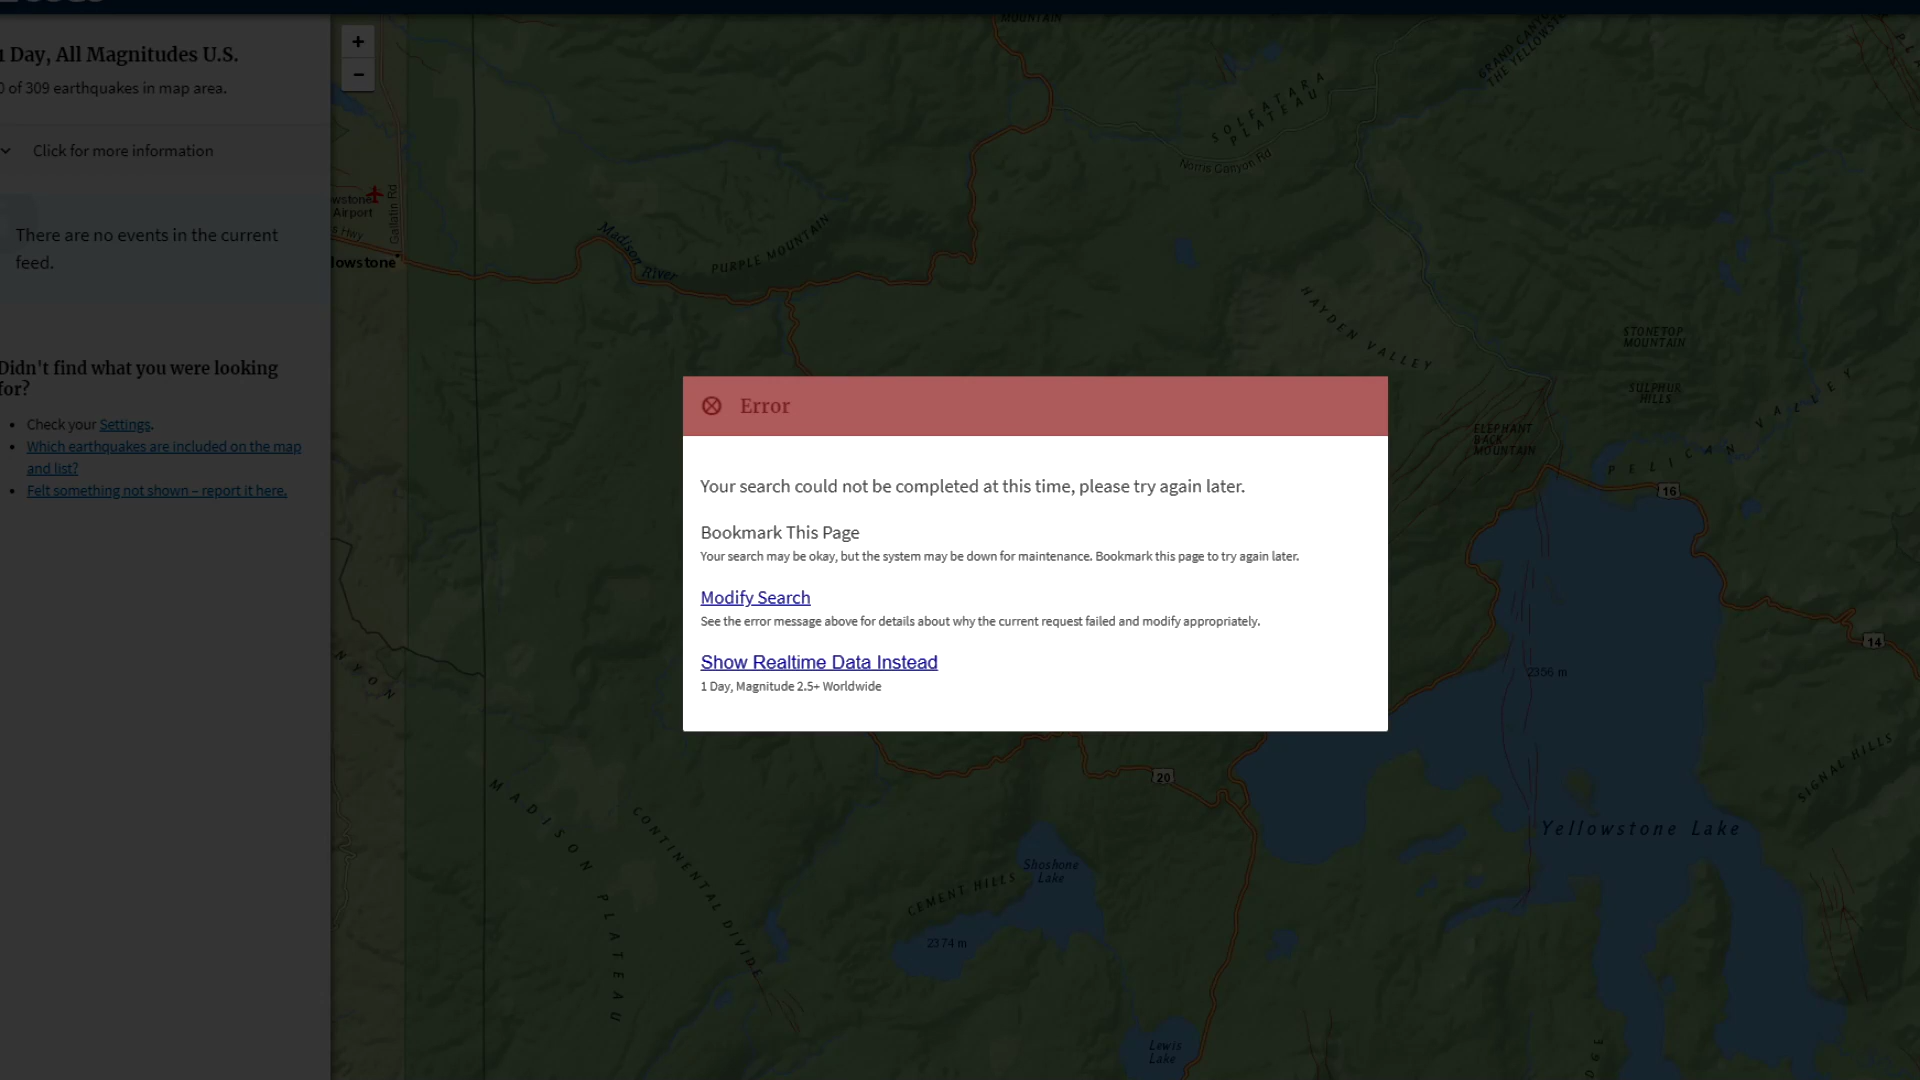 1 Day, All Magnitudes U.S.
0 of 309 earthquakes in map area.
Click for more information
There are no events in the current
feed.
Didn't find what you were looking
for?
Check your Settings.
Which earthquakes are included on the map
and list?
Felt something not shown – report it here.
+
−
MOUNTAIN
GRAND CANYON
THE YELLOWSTONE
SOLFATARA
PLATEAU
Norris Canyon Rd
wstone
Airport
s Hwy
Gallatin Rd
lowstone
Madison River
PURPLE MOUNTAIN
HAYDEN VALLEY
STONETOP
MOUNTAIN
SULPHUR
HILLS
ELEPHANT
BACK
MOUNTAIN
PELICAN VALLEY
16
14
Error
Your search could not be completed at this time, please try again later.
Bookmark This Page
Your search may be okay, but the system may be down for maintenance. Bookmark this page to try again later.
Modify Search
See the error message above for details about why the current request failed and modify appropriately.
Show Realtime Data Instead
1 Day, Magnitude 2.5+ Worldwide
NYON
2356 m
20
SIGNAL HILLS
MADISON PLATEAU
CONTINENTAL DIVIDE
Yellowstone Lake
Shoshone
Lake
CEMENT HILLS
2374 m
Lewis
Lake